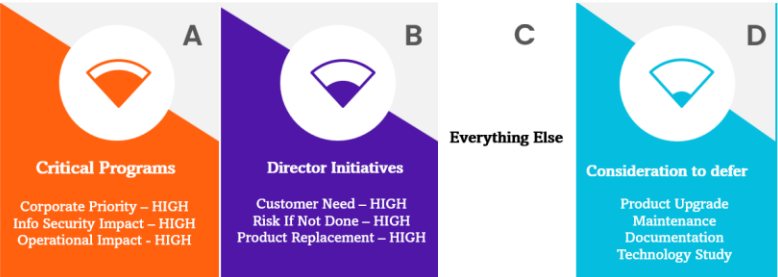 A
Critical Programs
Corporate Priority – HIGH
Info Security Impact – HIGH
Operational Impact - HIGH
B
Director Initiatives
Customer Need – HIGH
Risk If Not Done – HIGH
Product Replacement – HIGH
C
Everything Else
D
Consideration to defer
Product Upgrade
Maintenance
Documentation
Technology Study